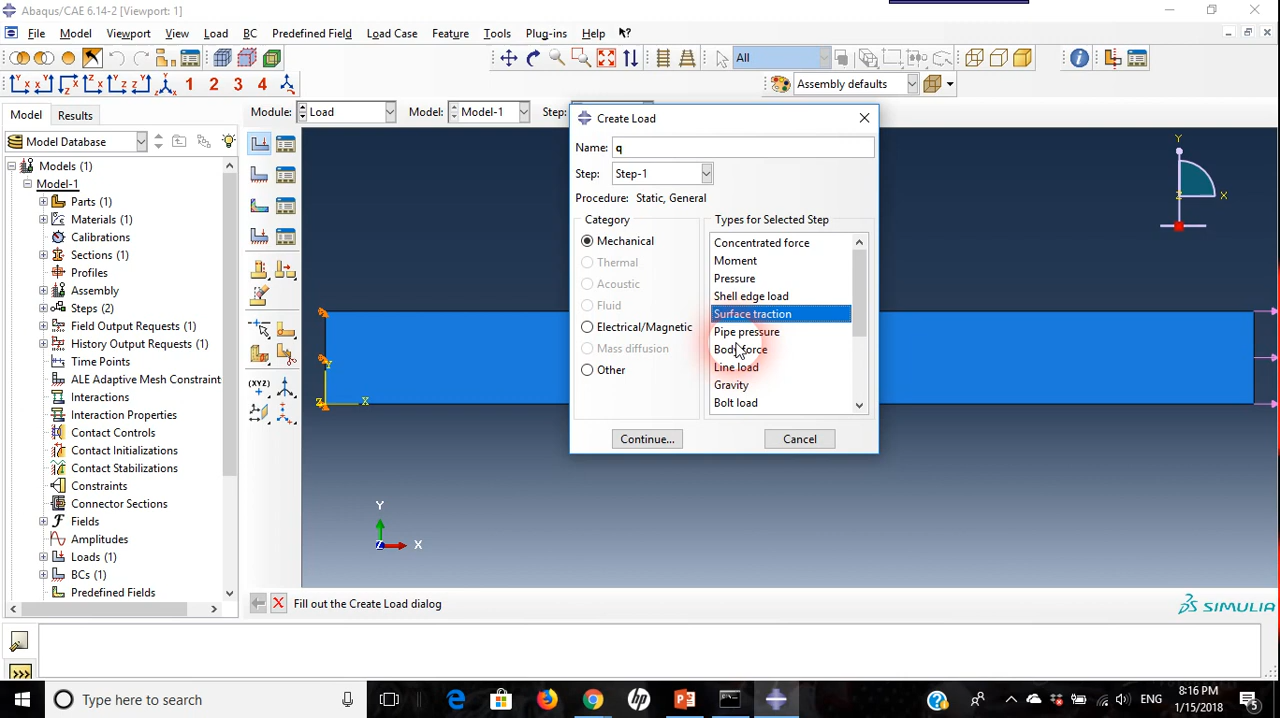 Abaqus/CAE 6.14-2 [Viewport: 1]
File Model Viewport View Load BC Predefined Field Load Case Feature Tools Plug-ins Help
All
1 2 3 4
Assembly defaults
Model Results
Module: Load Model: Model-1 Step:
Model Database
Models (1)
Model-1
Parts (1)
Materials (1)
Calibrations
Sections (1)
Profiles
Assembly
Steps (2)
Field Output Requests (1)
History Output Requests (1)
Time Points
ALE Adaptive Mesh Constraint
Interactions
Interaction Properties
Contact Controls
Contact Initializations
Contact Stabilizations
Constraints
Connector Sections
Fields
Amplitudes
Loads (1)
BCs (1)
Predefined Fields
(XYZ)
Create Load
Name: q
Step: Step-1
Procedure: Static, General
Category
Mechanical
Thermal
Acoustic
Fluid
Electrical/Magnetic
Mass diffusion
Other
Types for Selected Step
Concentrated force
Moment
Pressure
Shell edge load
Surface traction
Pipe pressure
Body force
Line load
Gravity
Bolt load
Continue... Cancel
Y
Z X
Y
Z X
Y
Z X
Fill out the Create Load dialog
SIMULIA
>>>
Type here to search
ENG
8:16 PM
1/15/2018
5